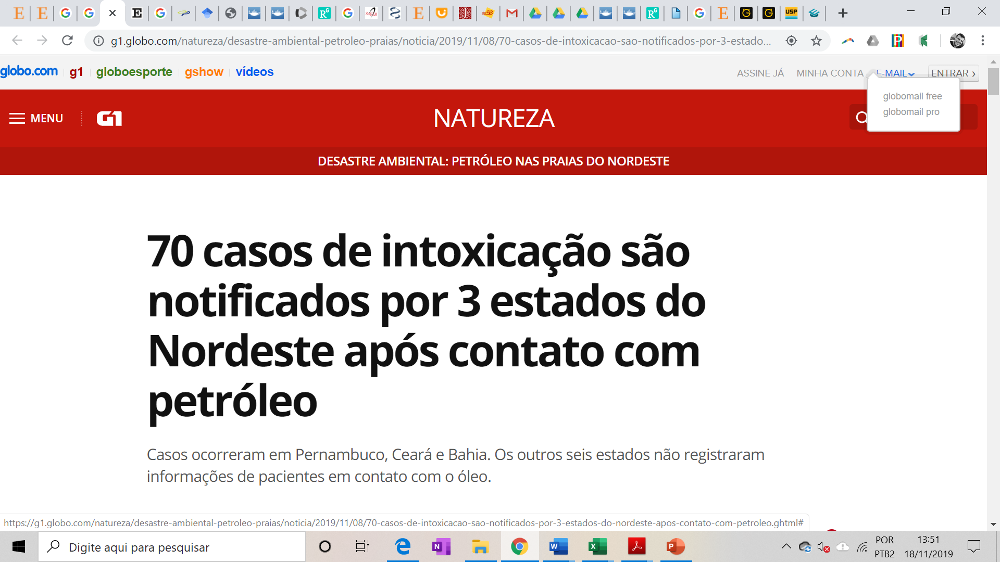 g1.globo.com/natureza/desastre-ambiental-petroleo-praias/noticia/2019/11/08/70-casos-de-intoxicacao-sao-notificados-por-3-estado...
globo.com g1 globoesporte gshow vídeos
ASSINE JÁ MINHA CONTA E-MAIL ENTRAR ›
globomail free
globomail pro
MENU G1 NATUREZA
DESASTRE AMBIENTAL: PETRÓLEO NAS PRAIAS DO NORDESTE
70 casos de intoxicação são
notificados por 3 estados do
Nordeste após contato com
petróleo
Casos ocorreram em Pernambuco, Ceará e Bahia. Os outros seis estados não registraram
informações de pacientes em contato com o óleo.
https://g1.globo.com/natureza/desastre-ambiental-petroleo-praias/noticia/2019/11/08/70-casos-de-intoxicacao-sao-notificados-por-3-estados-do-nordeste-apos-contato-com-petroleo.ghtml#
Digite aqui para pesquisar
POR 13:51
PTB2 18/11/2019